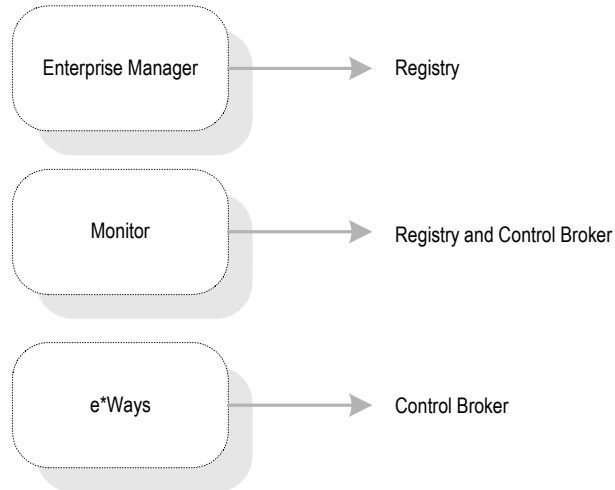 Enterprise Manager
Registry
Monitor
Registry and Control Broker
e*Ways
Control Broker